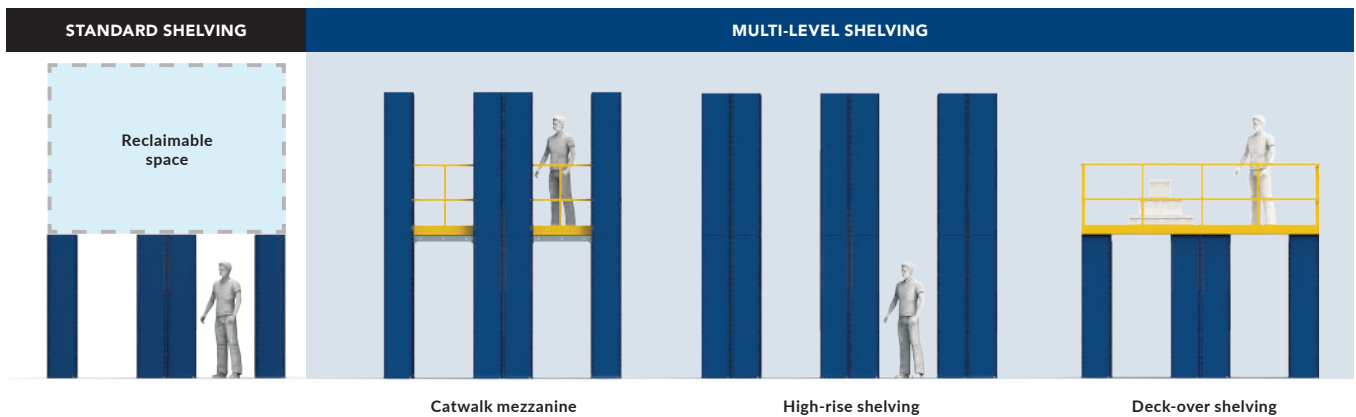 STANDARD SHELVING
MULTI-LEVEL SHELVING
Reclaimable
space
Catwalk mezzanine
High-rise shelving
Deck-over shelving